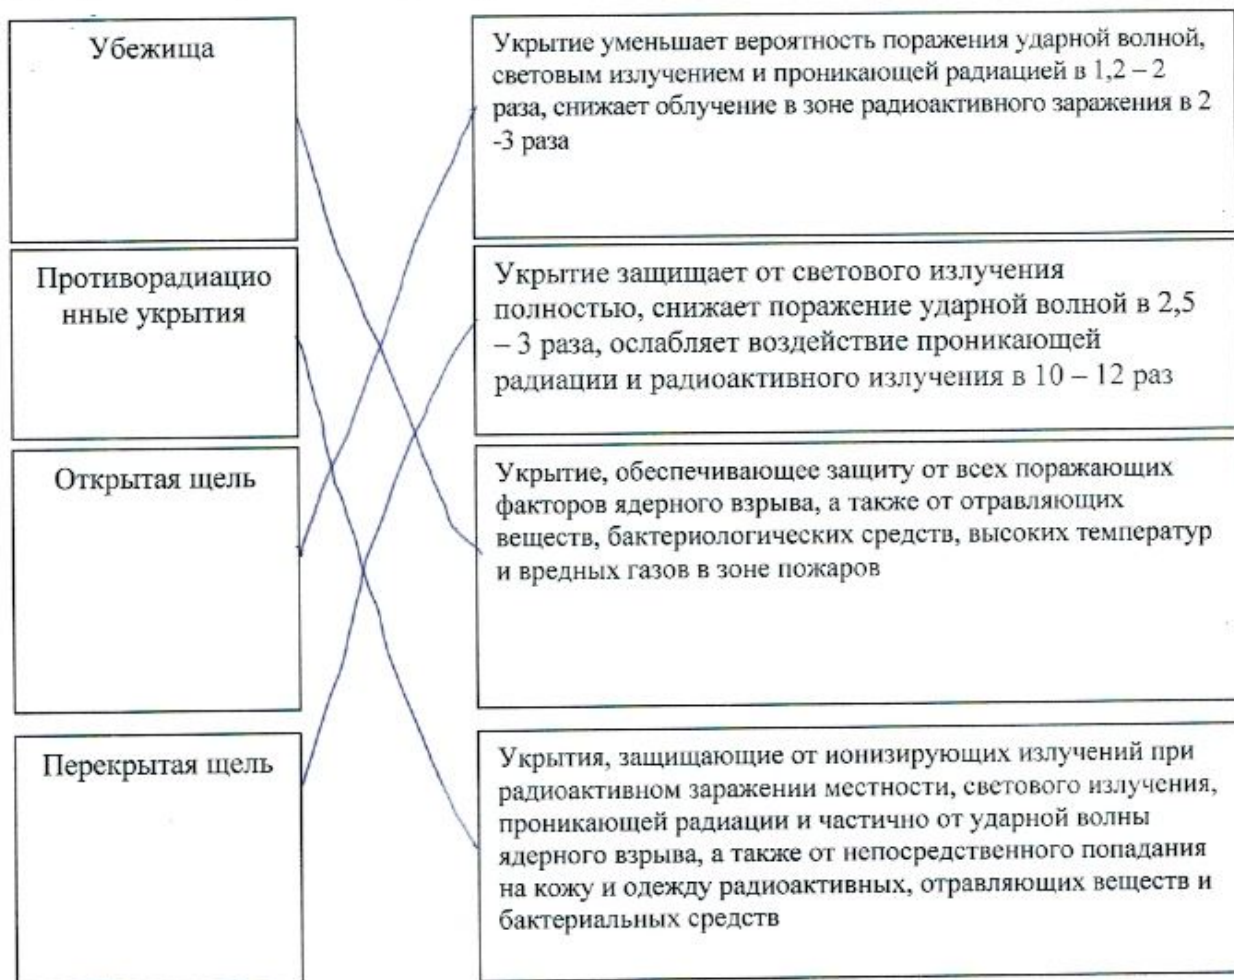 Убежища
Укрытие уменьшает вероятность поражения ударной волной,
световым излучением и проникающей радиацией в 1,2 – 2
раза, снижает облучение в зоне радиоактивного заражения в 2
-3 раза
Противорадиацио
нные укрытия
Укрытие защищает от светового излучения
полностью, снижает поражение ударной волной в 2,5
– 3 раза, ослабляет воздействие проникающей
радиации и радиоактивного излучения в 10 – 12 раз
Открытая щель
Укрытие, обеспечивающее защиту от всех поражающих
факторов ядерного взрыва, а также от отравляющих
веществ, бактериологических средств, высоких температур
и вредных газов в зоне пожаров
Перекрытая щель
Укрытия, защищающие от ионизирующих излучений при
радиоактивном заражении местности, светового излучения,
проникающей радиации и частично от ударной волны
ядерного взрыва, а также от непосредственного попадания
на кожу и одежду радиоактивных, отравляющих веществ и
бактериальных средств